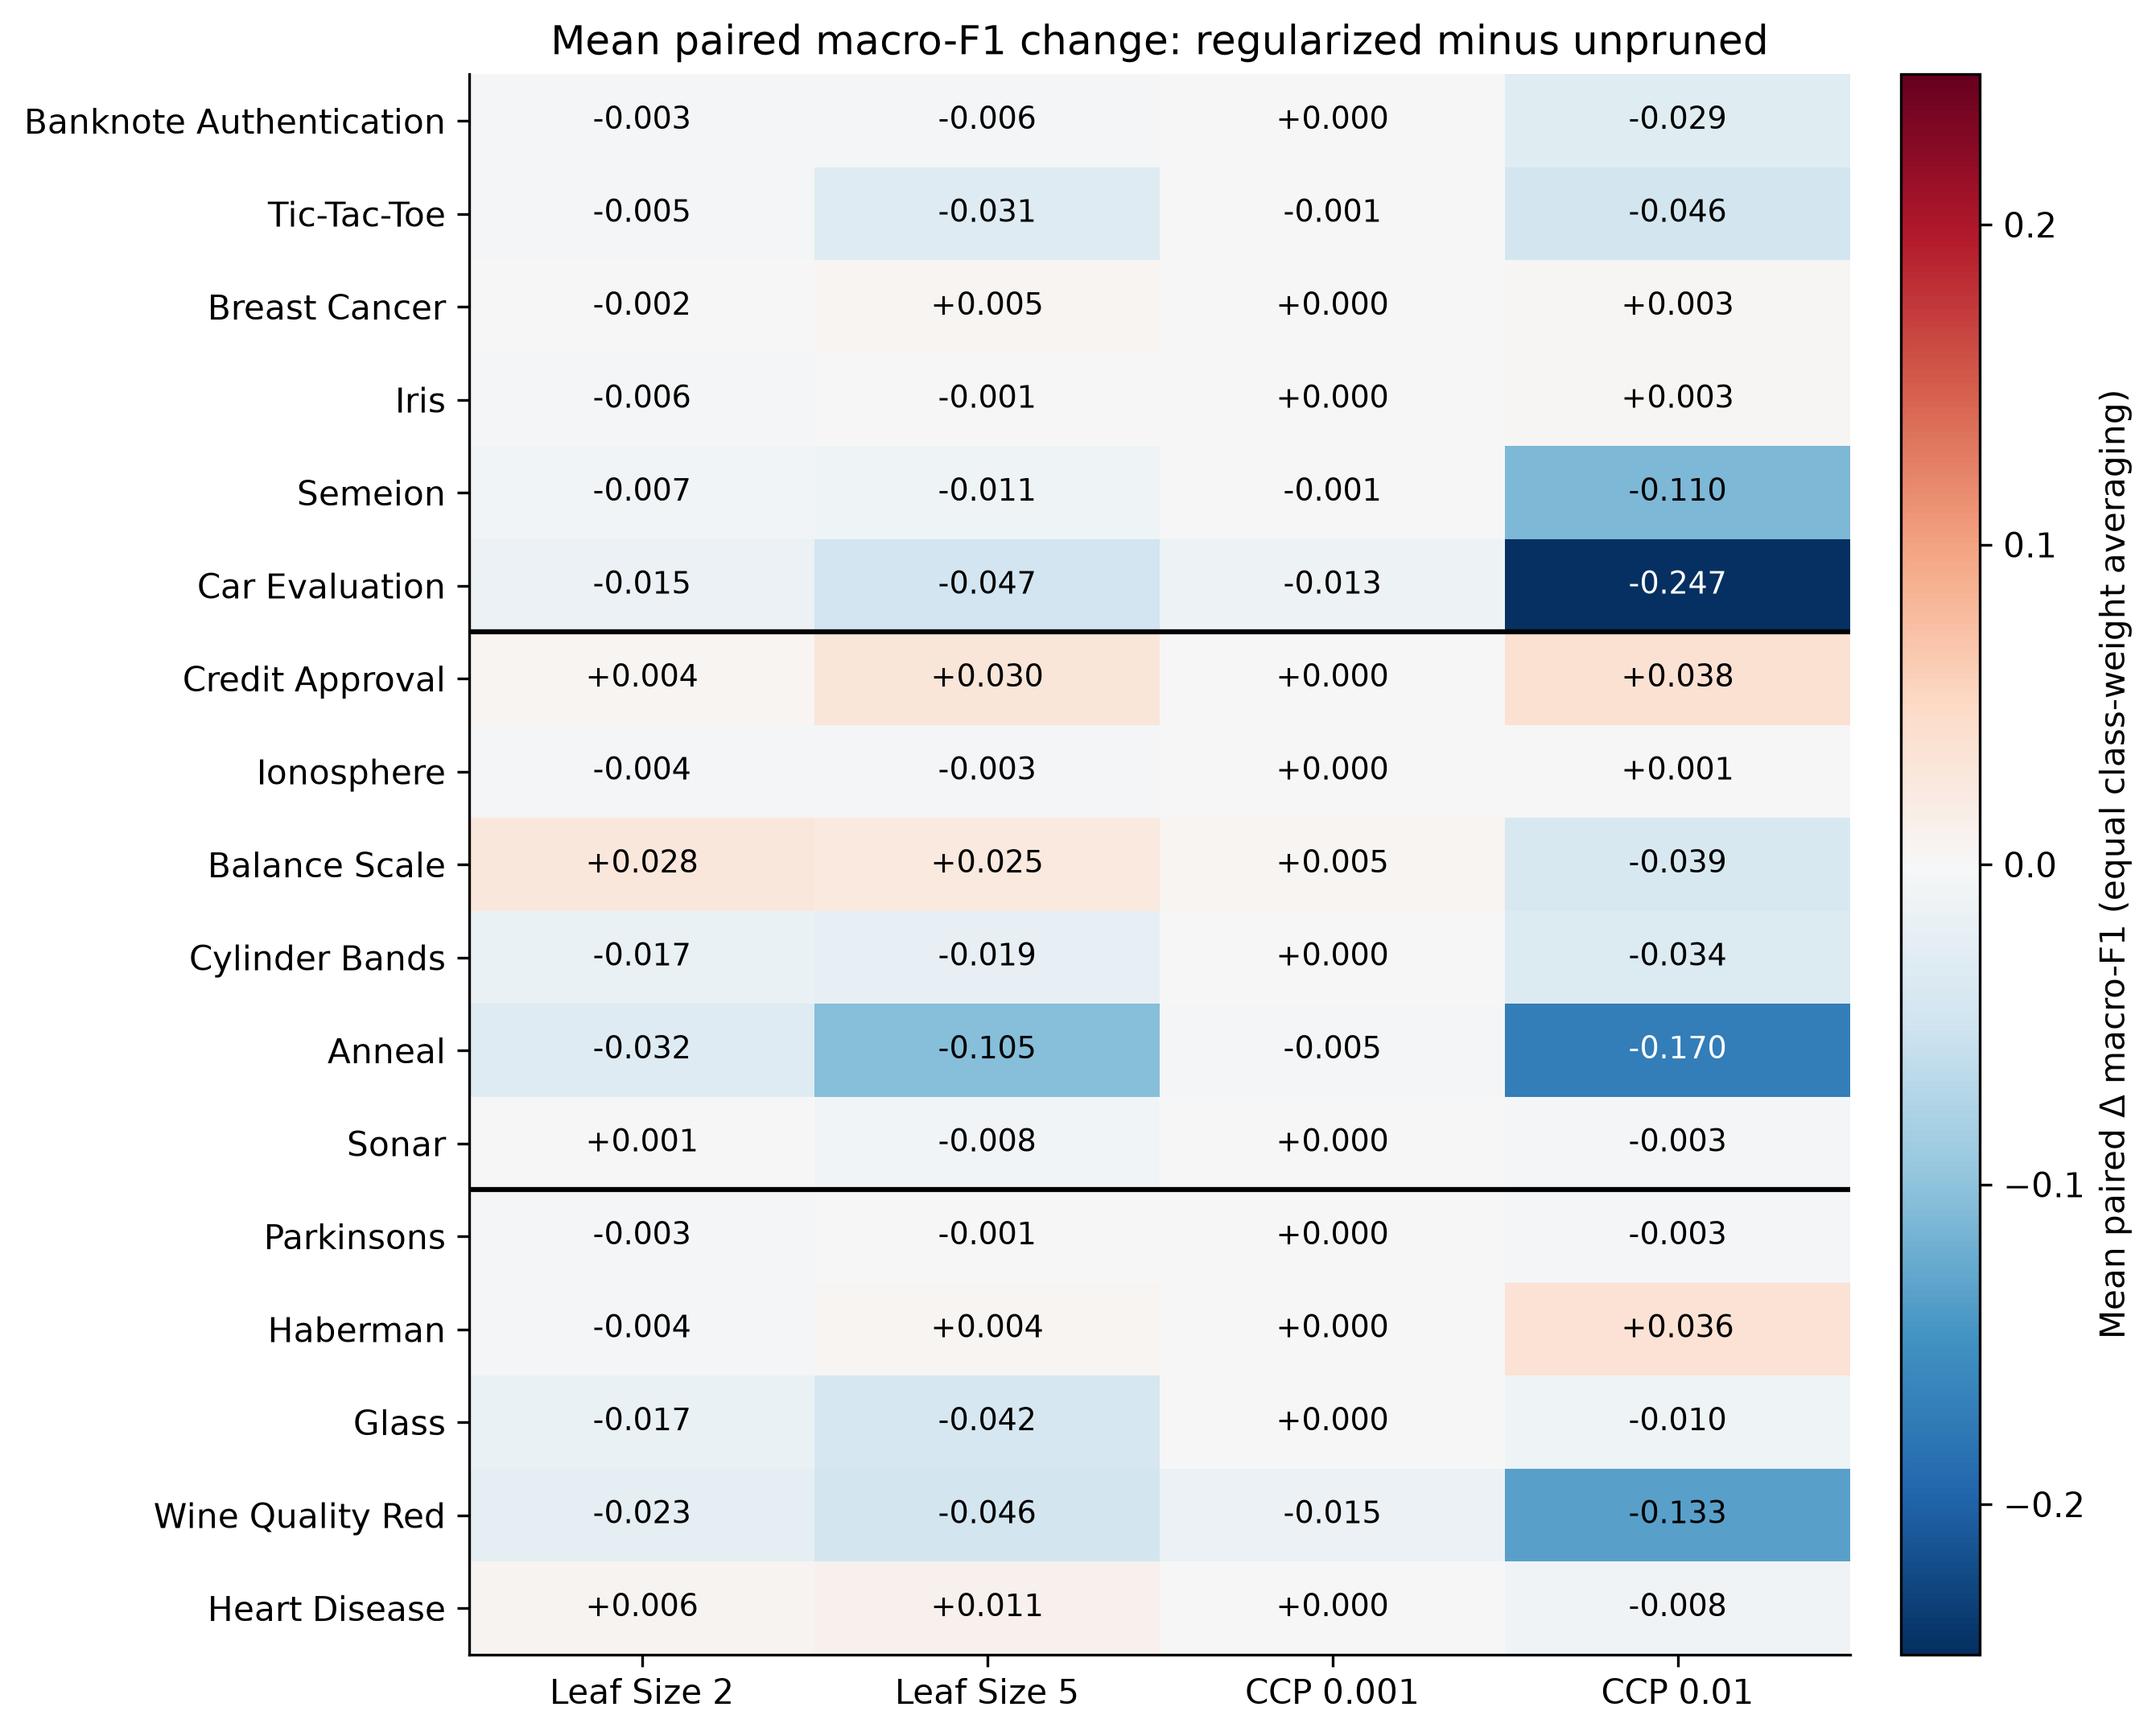 Mean paired macro-F1 change: regularized minus unpruned
Banknote Authentication -0.003 -0.006 +0.000 -0.029
Tic-Tac-Toe -0.005 -0.031 -0.001 -0.046
Breast Cancer -0.002 +0.005 +0.000 +0.003
Iris -0.006 -0.001 +0.000 +0.003
Semeion -0.007 -0.011 -0.001 -0.110
Car Evaluation -0.015 -0.047 -0.013 -0.247
Credit Approval +0.004 +0.030 +0.000 +0.038
Ionosphere -0.004 -0.003 +0.000 +0.001
Balance Scale +0.028 +0.025 +0.005 -0.039
Cylinder Bands -0.017 -0.019 +0.000 -0.034
Anneal -0.032 -0.105 -0.005 -0.170
Sonar +0.001 -0.008 +0.000 -0.003
Parkinsons -0.003 -0.001 +0.000 -0.003
Haberman -0.004 +0.004 +0.000 +0.036
Glass -0.017 -0.042 +0.000 -0.010
Wine Quality Red -0.023 -0.046 -0.015 -0.133
Heart Disease +0.006 +0.011 +0.000 -0.008
Leaf Size 2 Leaf Size 5 CCP 0.001 CCP 0.01
0.2
0.1
0.0
−0.1
−0.2
Mean paired Δ macro-F1 (equal class-weight averaging)